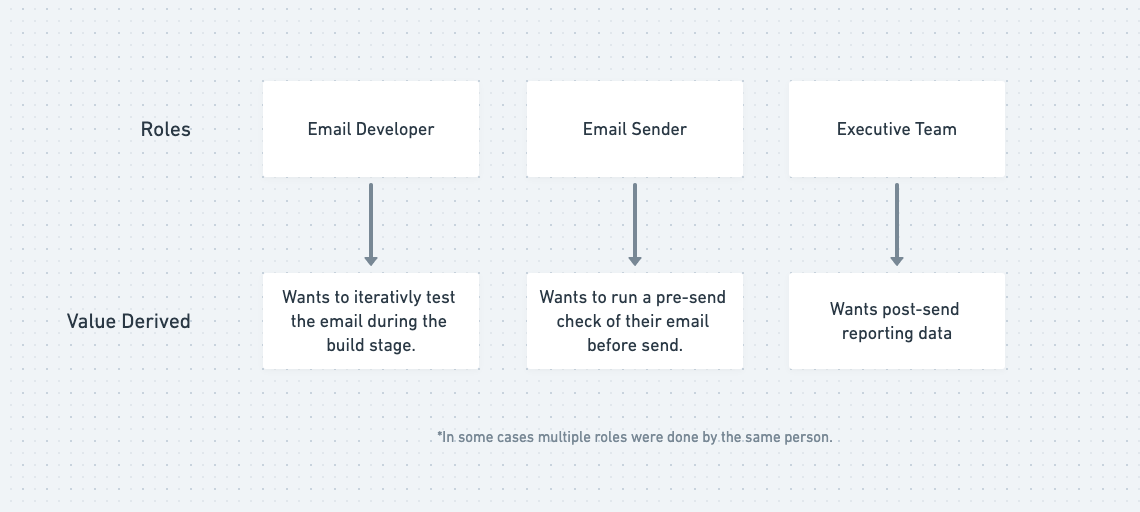 Roles
Email Developer
Email Sender
Executive Team
Value Derived
Wants to iterativly test
the email during the
build stage.
Wants to run a pre-send
check of their email
before send.
Wants post-send
reporting data
*In some cases multiple roles were done by the same person.